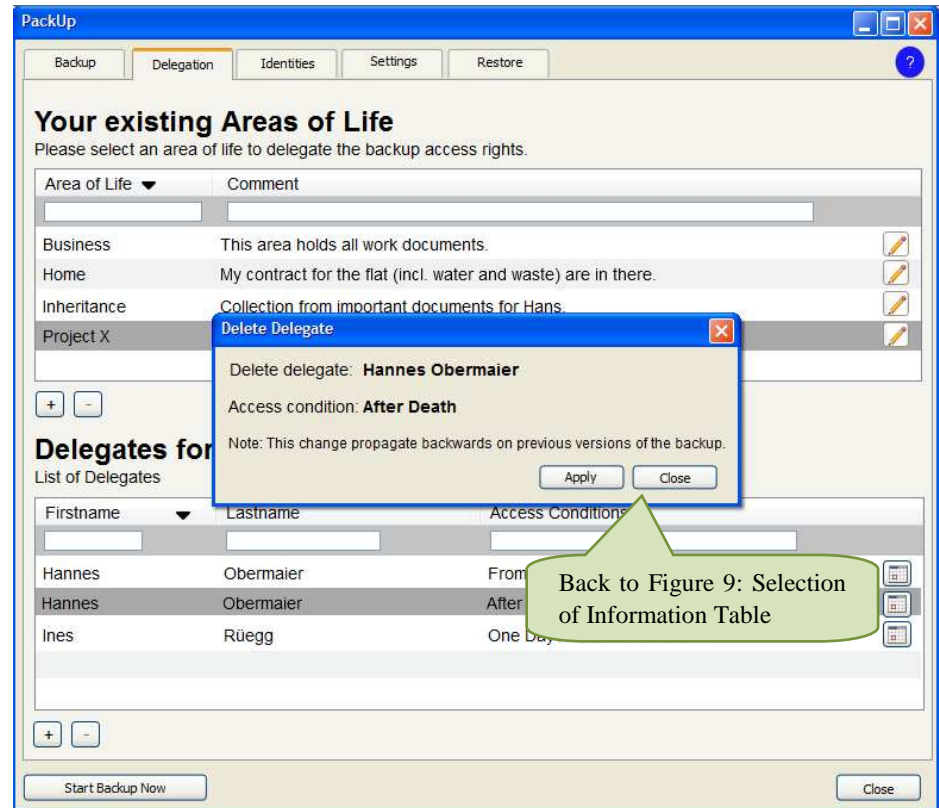 PackUp
Backup Delegation Identities Settings Restore ?
Your existing Areas of Life
Please select an area of life to delegate the backup access rights.
Area of Life Comment
Business This area holds all work documents.
Home My contract for the flat (incl. water and waste) are in there.
Inheritance Collection from important documents for Hans.
Project X
Delete Delegate
Delete delegate: Hannes Obermaier
Access condition: After Death
Note: This change propagate backwards on previous versions of the backup.
Apply Close
+ -
Delegates for
List of Delegates
Firstname Lastname Access Conditions
Hannes Obermaier From
Hannes Obermaier After
Ines Rüegg One Day
Back to Figure 9: Selection
of Information Table
+ -
Start Backup Now Close